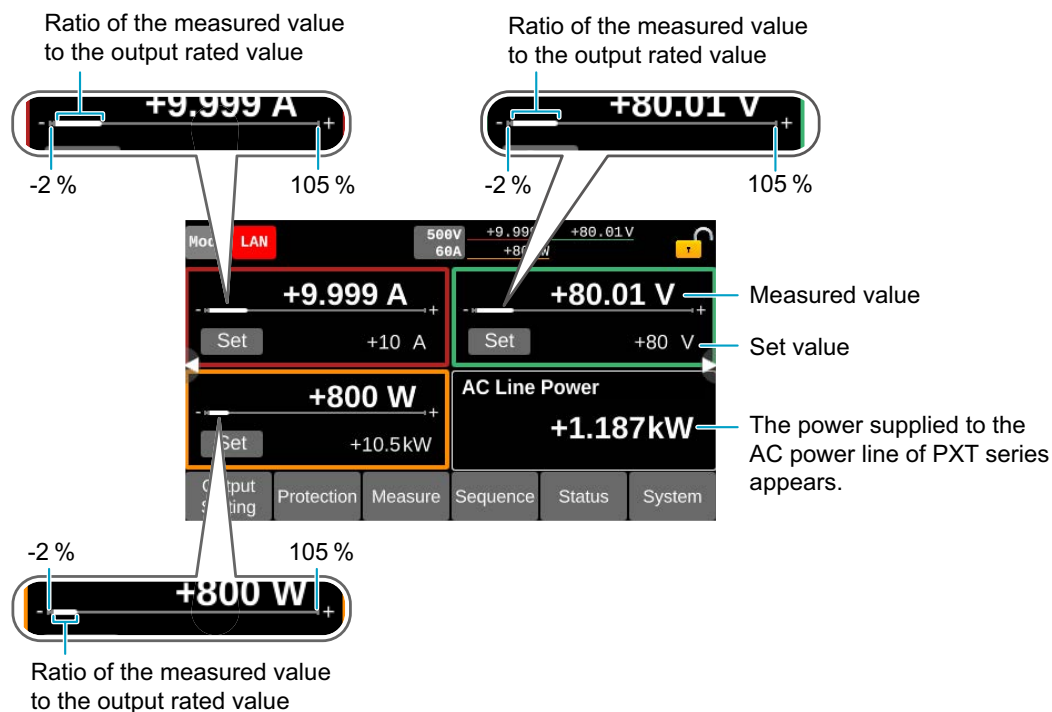 Ratio of the measured value
to the output rated value
Ratio of the measured value
to the output rated value
+9.999 A
- +
-2 %
105 %
+80.01 V
- +
-2 %
105 %
LAN
500V
60A
+9.999
+80.01V
+9.999 A
- +
Set
+10 A
+80.01 V
- +
Set
+80 V
Measured value
Set value
+800 W
- +
Set
+10.5kW
AC Line Power
+1.187kW
The power supplied to the
AC power line of PXT series
appears.
Protection
Measure
Sequence
Status
System
-2 %
105 %
+800 W
- +
Ratio of the measured value
to the output rated value